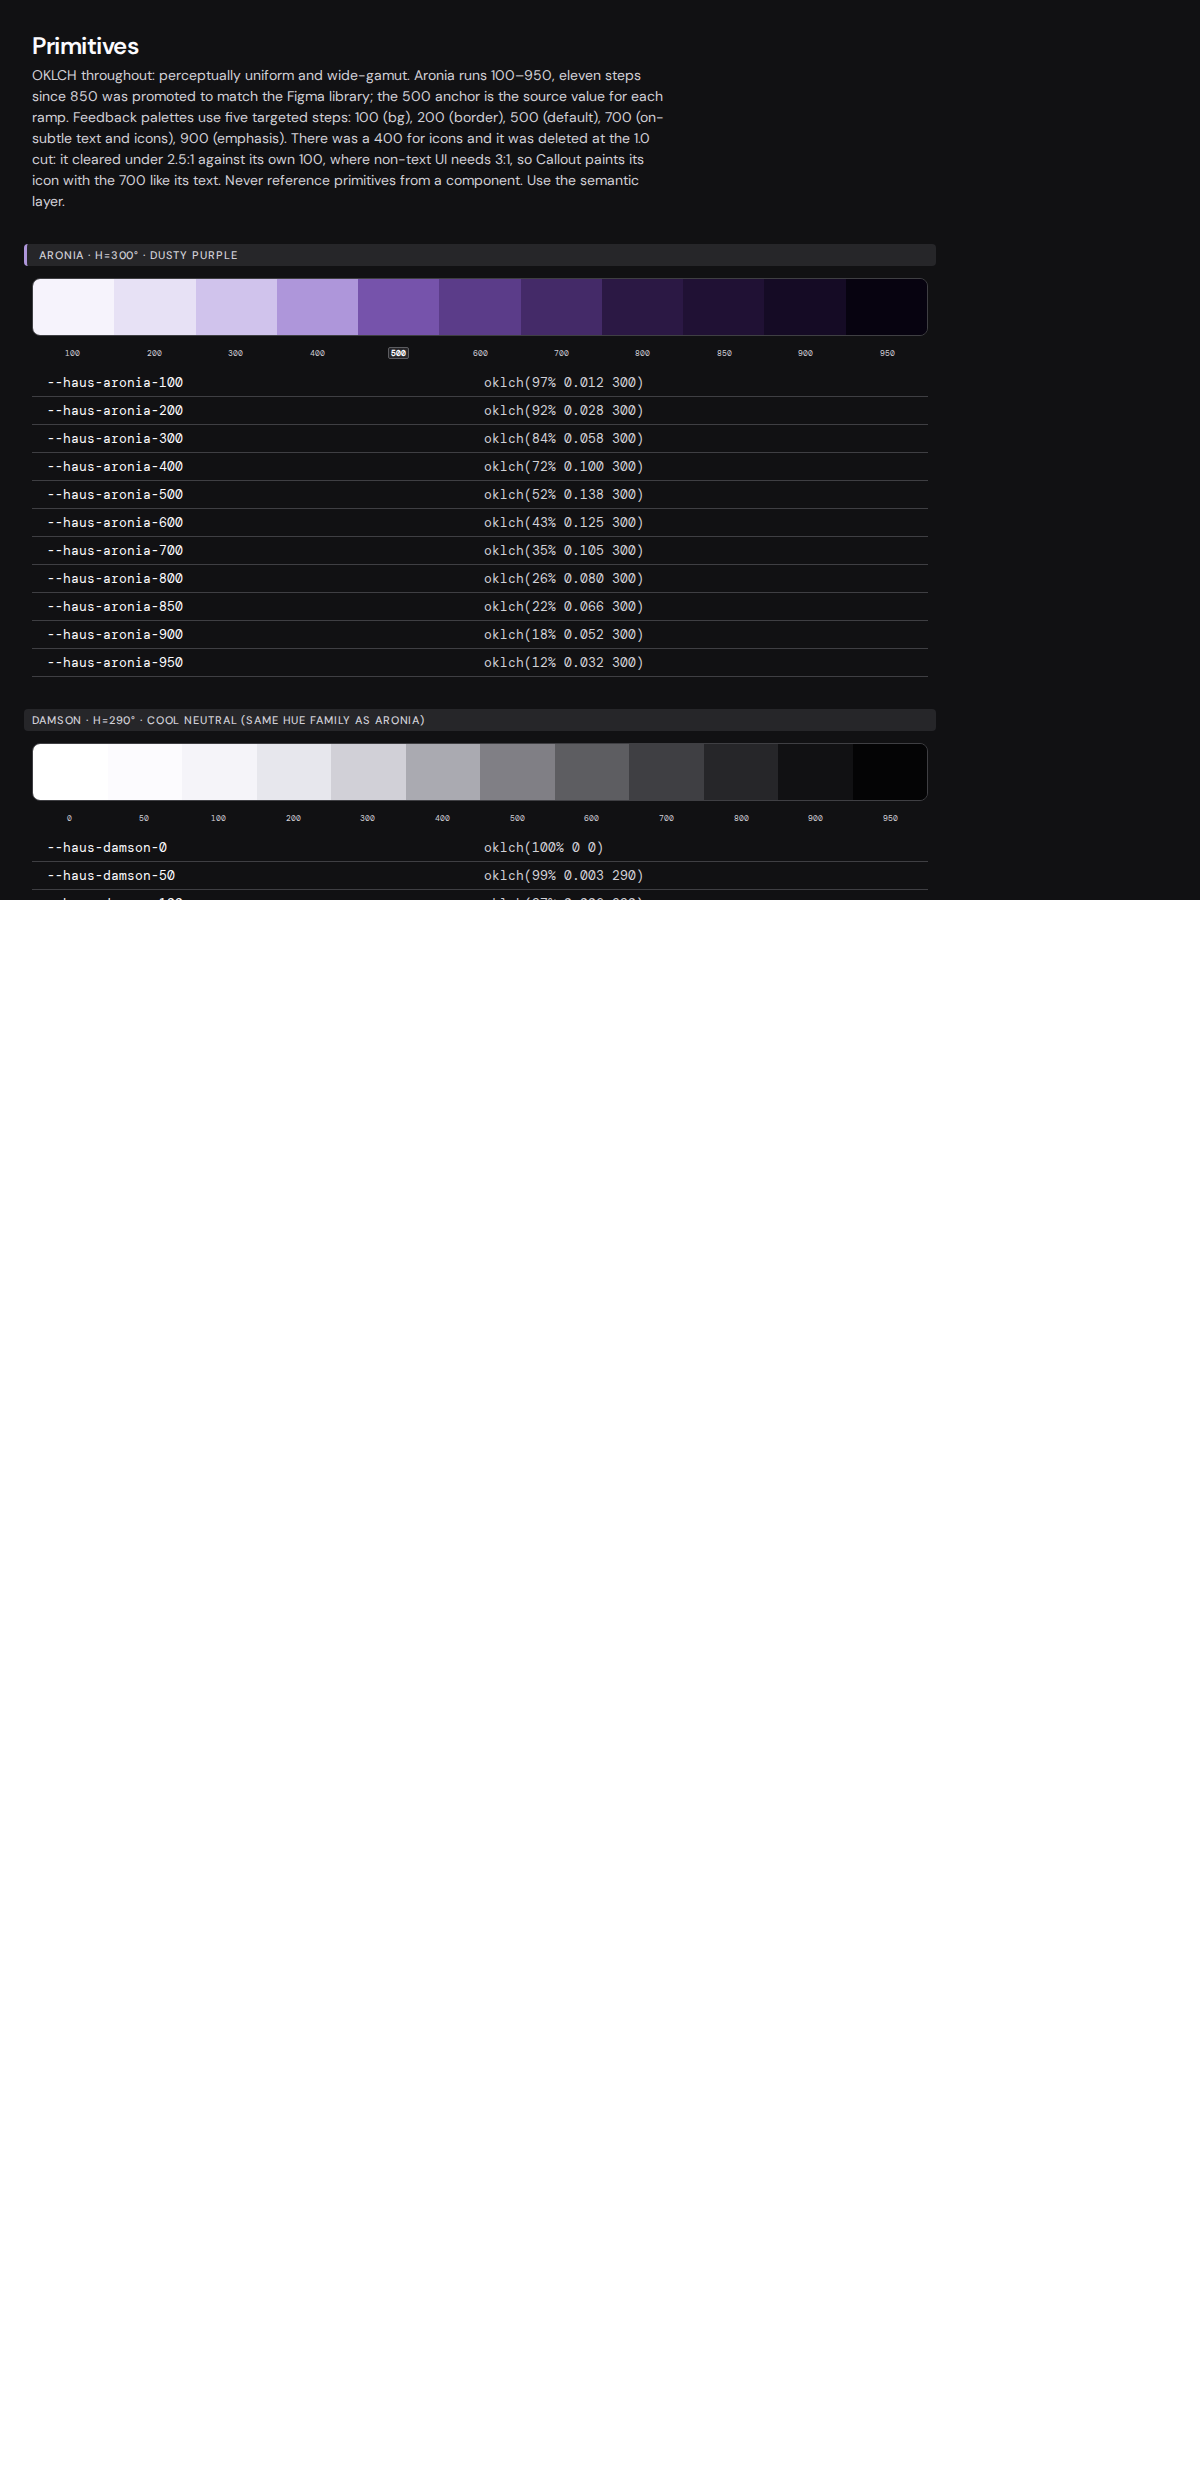 Primitives
OKLCH throughout: perceptually uniform and wide-gamut. Aronia runs 100–950, eleven steps
since 850 was promoted to match the Figma library; the 500 anchor is the source value for each
ramp. Feedback palettes use five targeted steps: 100 (bg), 200 (border), 500 (default), 700 (on-
subtle text and icons), 900 (emphasis). There was a 400 for icons and it was deleted at the 1.0
cut: it cleared under 2.5:1 against its own 100, where non-text UI needs 3:1, so Callout paints its
icon with the 700 like its text. Never reference primitives from a component. Use the semantic
layer.
ARONIA · H=300° · DUSTY PURPLE
100 200 300 400 500 600 700 800 850 900 950
--haus-aronia-100 oklch(97% 0.012 300)
--haus-aronia-200 oklch(92% 0.028 300)
--haus-aronia-300 oklch(84% 0.058 300)
--haus-aronia-400 oklch(72% 0.100 300)
--haus-aronia-500 oklch(52% 0.138 300)
--haus-aronia-600 oklch(43% 0.125 300)
--haus-aronia-700 oklch(35% 0.105 300)
--haus-aronia-800 oklch(26% 0.080 300)
--haus-aronia-850 oklch(22% 0.066 300)
--haus-aronia-900 oklch(18% 0.052 300)
--haus-aronia-950 oklch(12% 0.032 300)
DAMSON · H=290° · COOL NEUTRAL (SAME HUE FAMILY AS ARONIA)
0 50 100 200 300 400 500 600 700 800 900 950
--haus-damson-0 oklch(100% 0 0)
--haus-damson-50 oklch(99% 0.003 290)